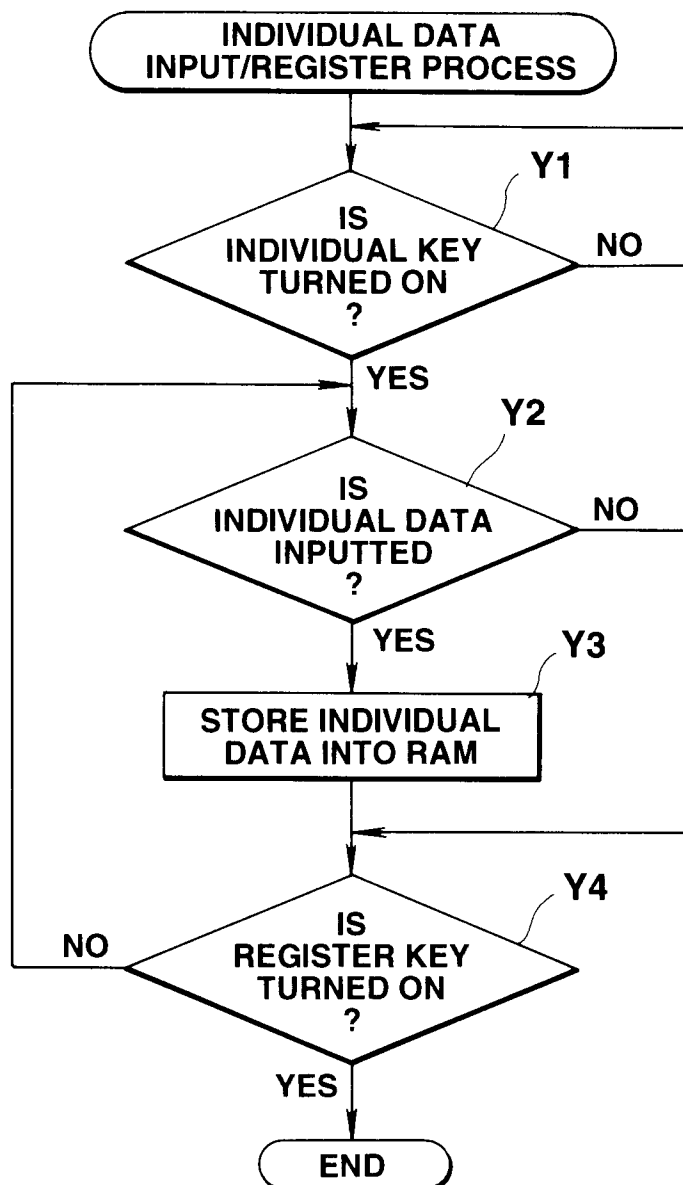 INDIVIDUAL DATA
INPUT/REGISTER PROCESS
Y1
IS
INDIVIDUAL KEY
TURNED ON
?
NO
YES
Y2
IS
INDIVIDUAL DATA
INPUTTED
?
NO
YES
Y3
STORE INDIVIDUAL
DATA INTO RAM
Y4
IS
REGISTER KEY
TURNED ON
?
NO
YES
END